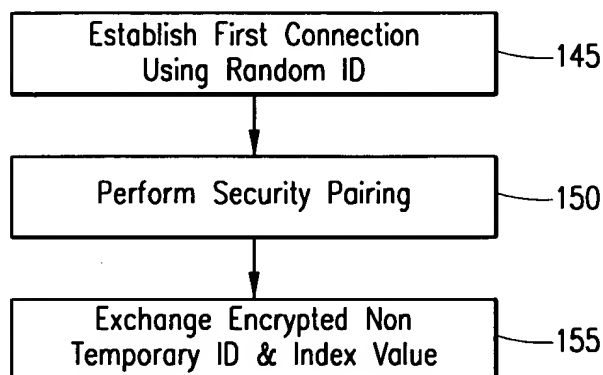 Establish First Connection
Using Random ID
145
Perform Security Pairing
150
Exchange Encrypted Non
Temporary ID & Index Value
155